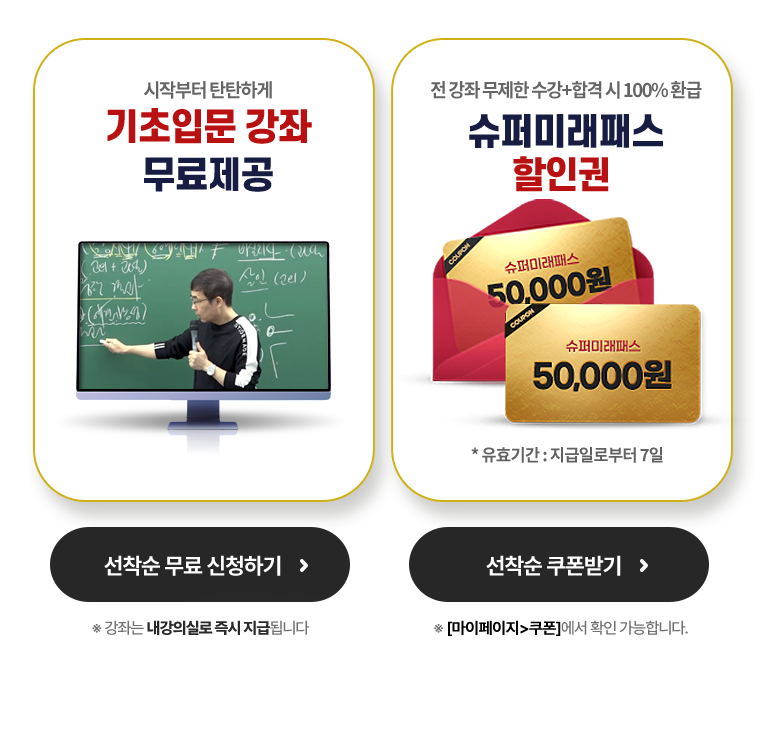 시작부터 탄탄하게
기초입문 강좌
무료제공
전 강좌 무제한 수강+합격 시 100% 환급
슈퍼미래패스
할인권
COUPON
슈퍼미래패스
50,000원
COUPON
슈퍼미래패스
50,000원
* 유효기간 : 지급일로부터 7일
선착순 무료 신청하기 >
※ 강좌는 내강의실로 즉시 지급됩니다
선착순 쿠폰받기 >
※ [마이페이지>쿠폰]에서 확인 가능합니다.